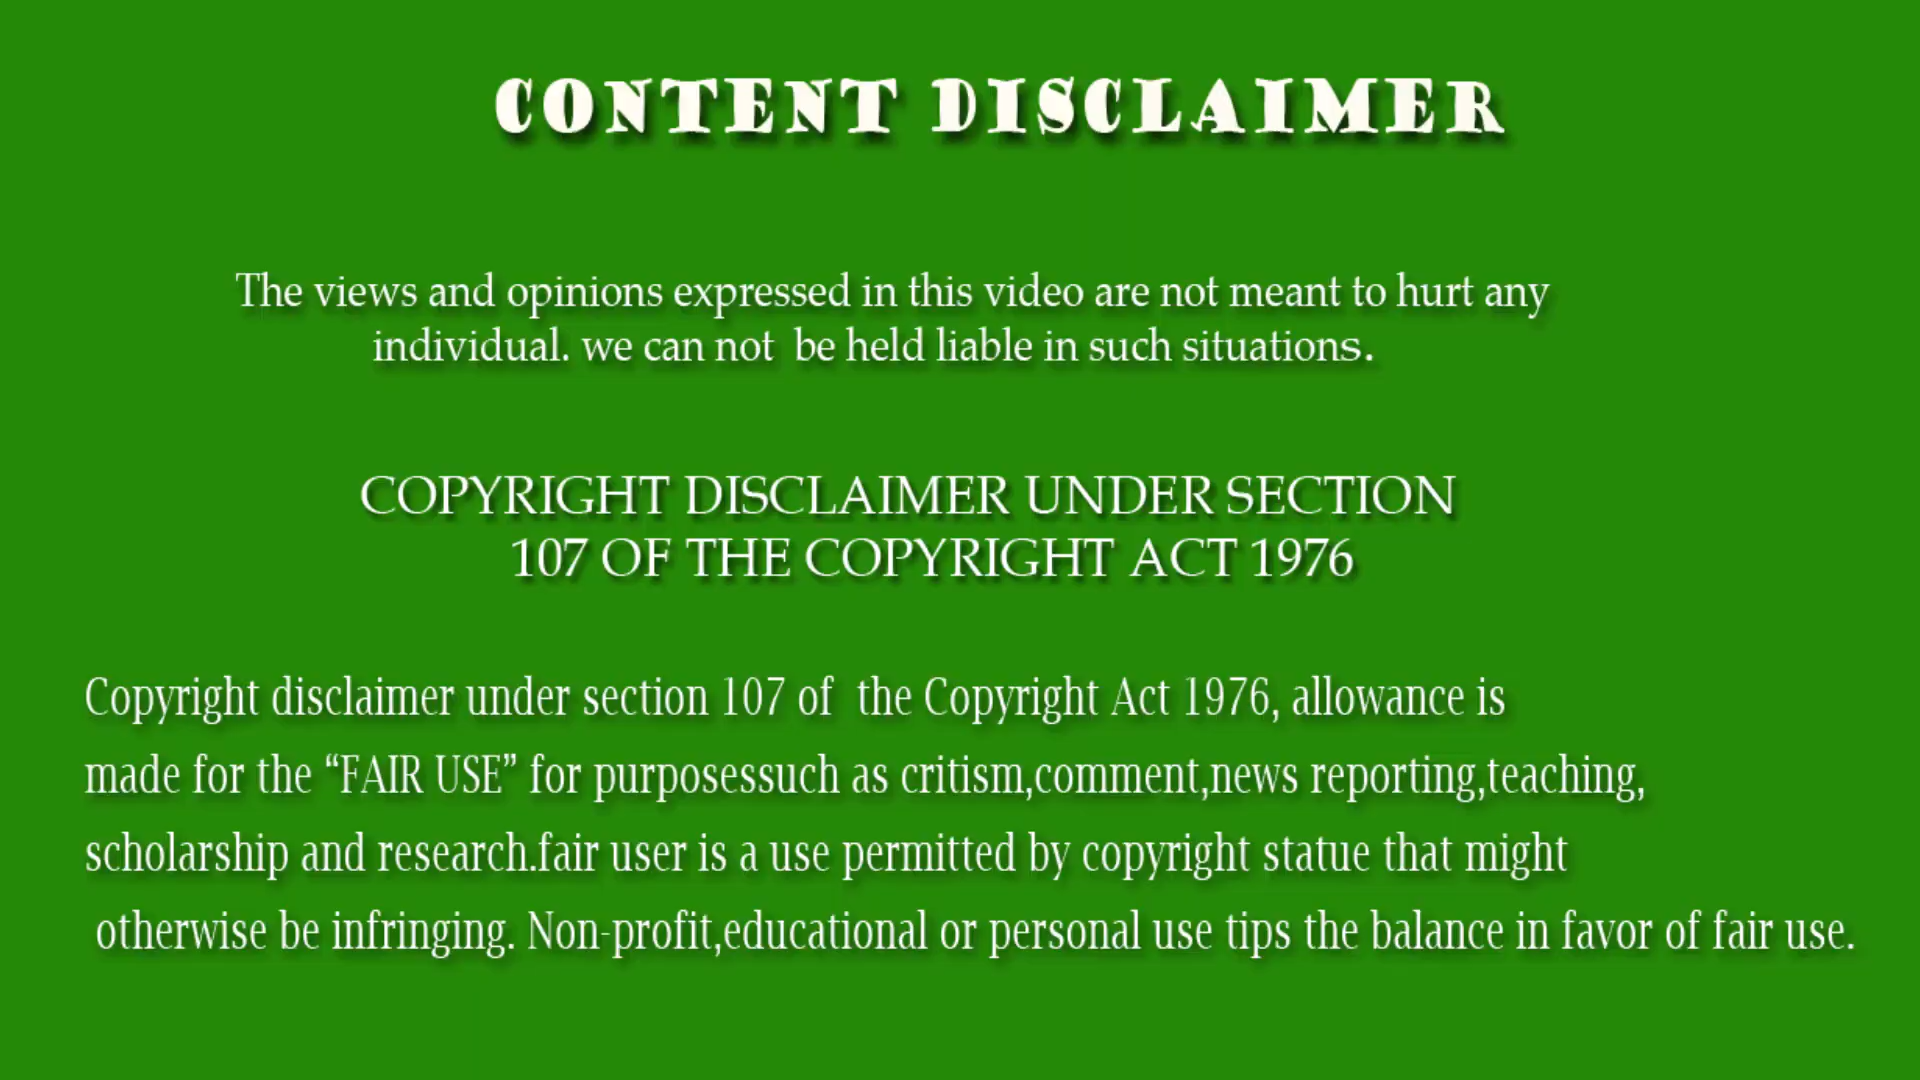 CONTENT DISCLAIMER
The views and opinions expressed in this video are not meant to hurt any
individual. we can not be held liable in such situations.
COPYRIGHT DISCLAIMER UNDER SECTION
107 OF THE COPYRIGHT ACT 1976
Copyright disclaimer under section 107 of the Copyright Act 1976, allowance is
made for the “FAIR USE” for purposessuch as critism,comment,news reporting,teaching,
scholarship and research.fair user is a use permitted by copyright statue that might
otherwise be infringing. Non-profit,educational or personal use tips the balance in favor of fair use.